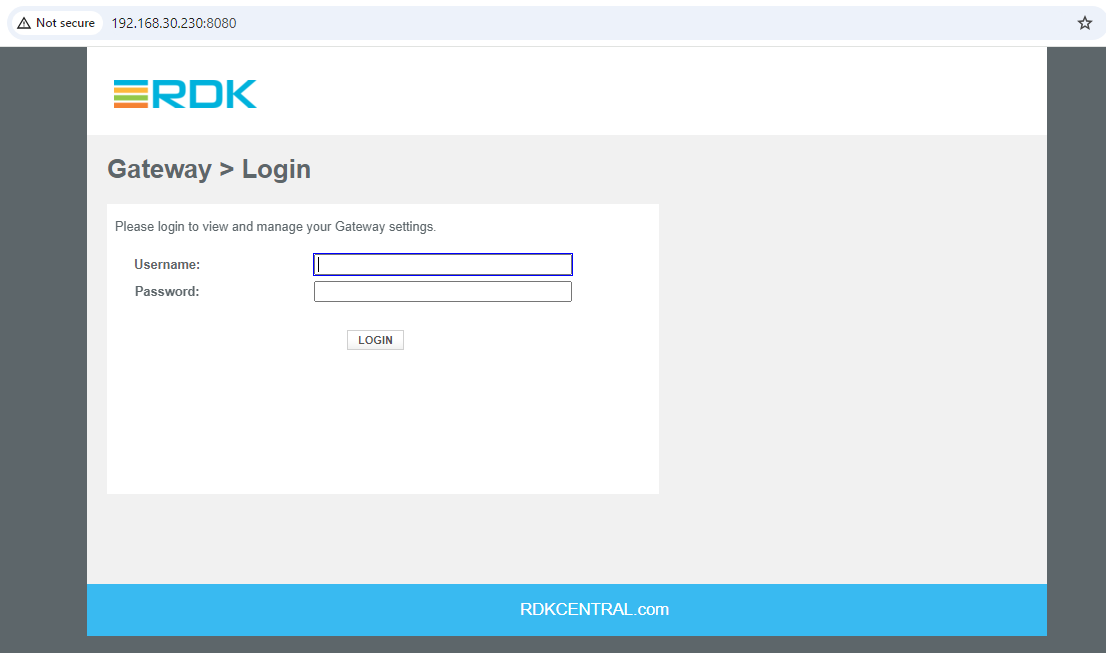 Not secure 192.168.30.230:8080
RDK
Gateway > Login
Please login to view and manage your Gateway settings.
Username:
Password:
LOGIN
RDKCENTRAL.com